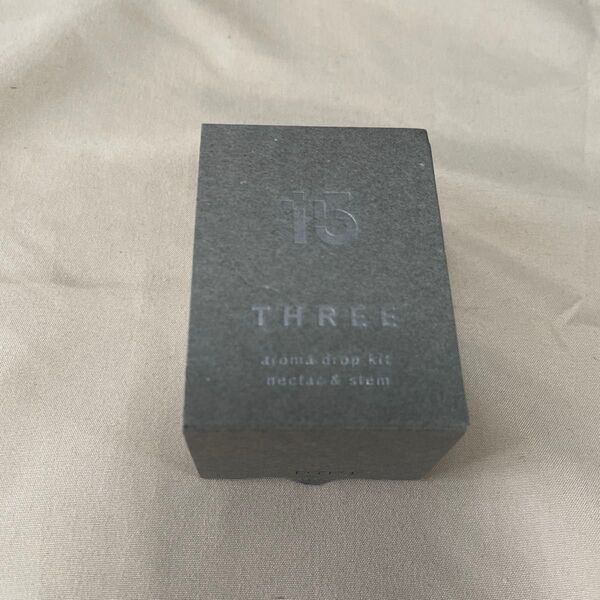 15
THREE
aroma drop kit
nectar & stem